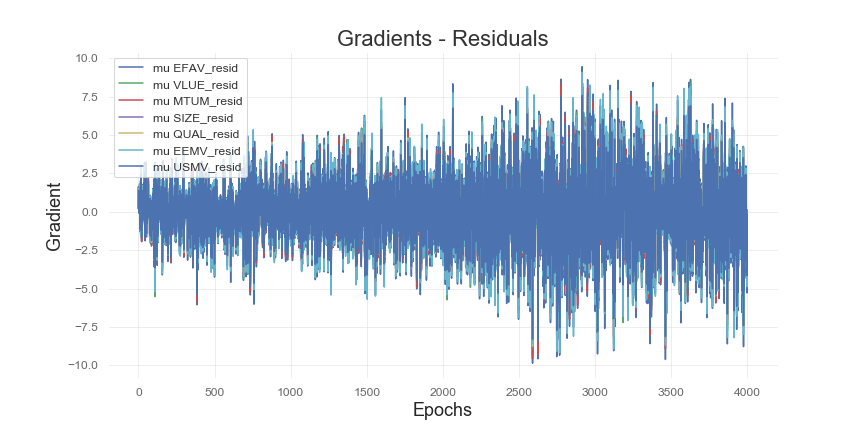 Gradients - Residuals
10.0
7.5
5.0
2.5
0.0
−2.5
−5.0
−7.5
−10.0
Gradient
mu EFAV_resid
mu VLUE_resid
mu MTUM_resid
mu SIZE_resid
mu QUAL_resid
mu EEMV_resid
mu USMV_resid
0 500 1000 1500 2000 2500 3000 3500 4000
Epochs